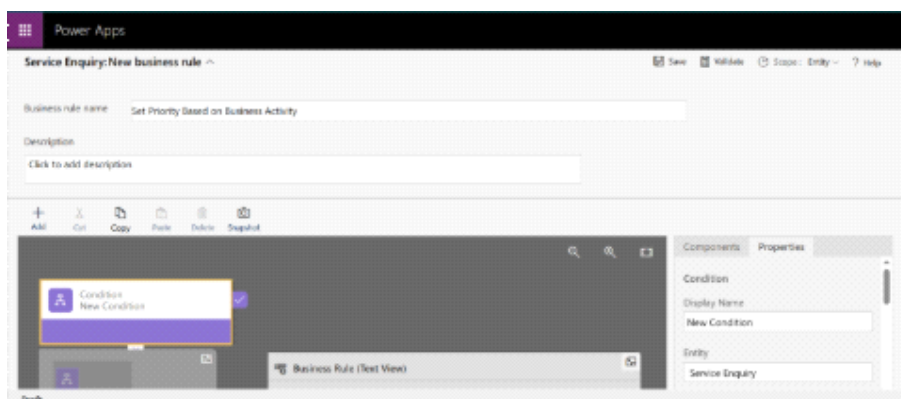 Power Apps
Service Enquiry: New business rule
Save Validate Scope: Entity ? Help
Business rule name Set Priority Based on Business Activity
Description
Click to add description
Add Cut Copy Paste Delete Snapshot
Components Properties
Condition
New Condition
Condition
Display Name
New Condition
Entity
Service Enquiry
Business Rule (Text View)